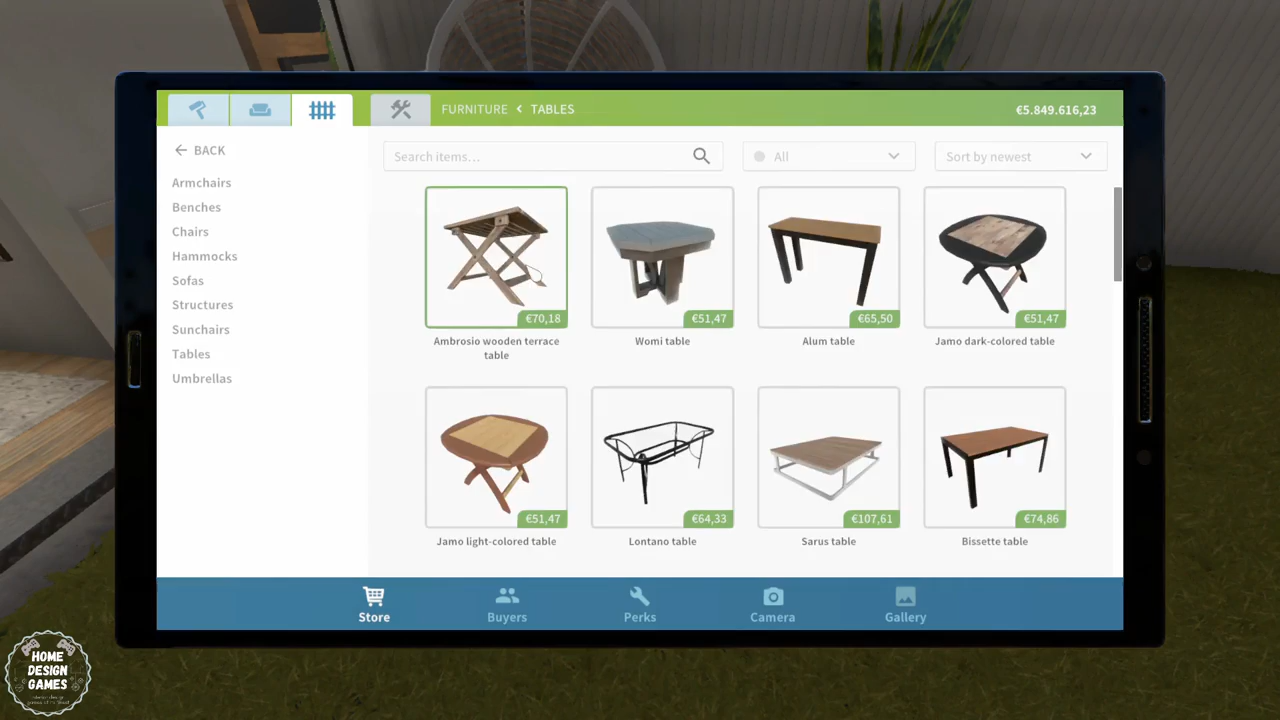 FURNITURE < TABLES
€5.849.616,23
BACK
Search items...
All
Sort by newest
Armchairs
Benches
Chairs
Hammocks
Sofas
Structures
Sunchairs
Tables
Umbrellas
€70,18
€51,47
€65,50
€51,47
Ambrosio wooden terrace
table
Womi table
Alum table
Jamo dark-colored table
€51,47
€64,33
€107,61
€74,86
Jamo light-colored table
Lontano table
Sarus table
Bissette table
Store
Buyers
Perks
Camera
Gallery
HOME
DESIGN
GAMES